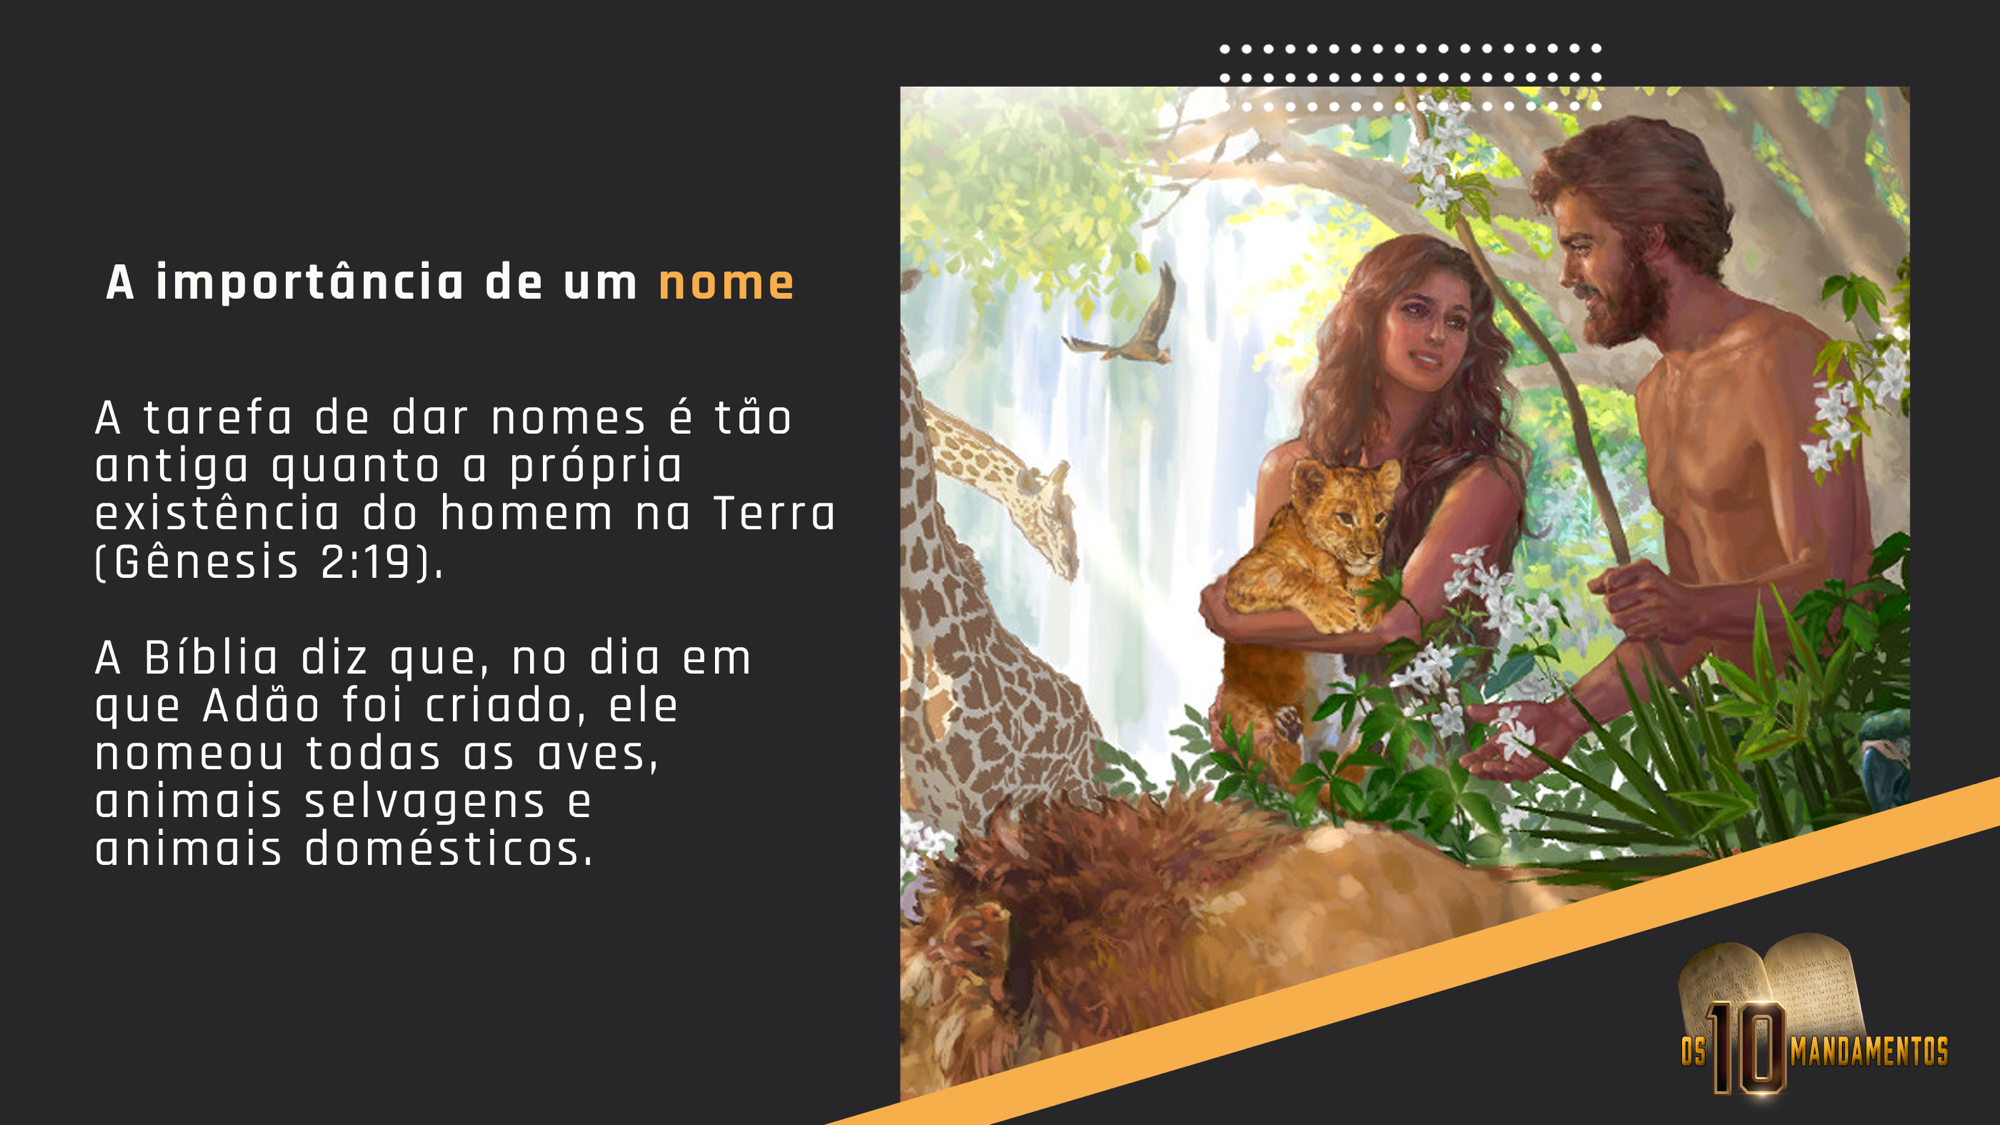 A importância de um nome
A tarefa de dar nomes é tão
antiga quanto a própria
existência do homem na Terra
(Gênesis 2:19).
A Bíblia diz que, no dia em
que Adão foi criado, ele
nomeou todas as aves,
animais selvagens e
animais domésticos.
OS 10 MANDAMENTOS